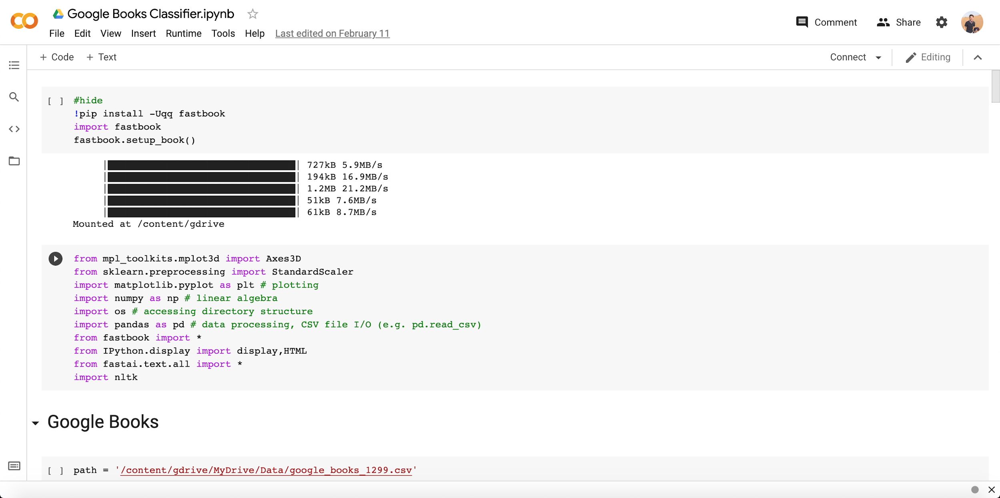 Google Books Classifier.ipynb
File Edit View Insert Runtime Tools Help Last edited on February 11
Comment Share
+ Code + Text
Connect Editing
[ ] #hide
!pip install -Uqq fastbook
import fastbook
fastbook.setup_book()
727kB 5.9MB/s
194kB 16.9MB/s
1.2MB 21.2MB/s
51kB 7.6MB/s
61kB 8.7MB/s
Mounted at /content/gdrive
from mpl_toolkits.mplot3d import Axes3D
from sklearn.preprocessing import StandardScaler
import matplotlib.pyplot as plt # plotting
import numpy as np # linear algebra
import os # accessing directory structure
import pandas as pd # data processing, CSV file I/O (e.g. pd.read_csv)
from fastbook import *
from IPython.display import display,HTML
from fastai.text.all import *
import nltk
Google Books
[ ] path = '/content/gdrive/MyDrive/Data/google_books_1299.csv'